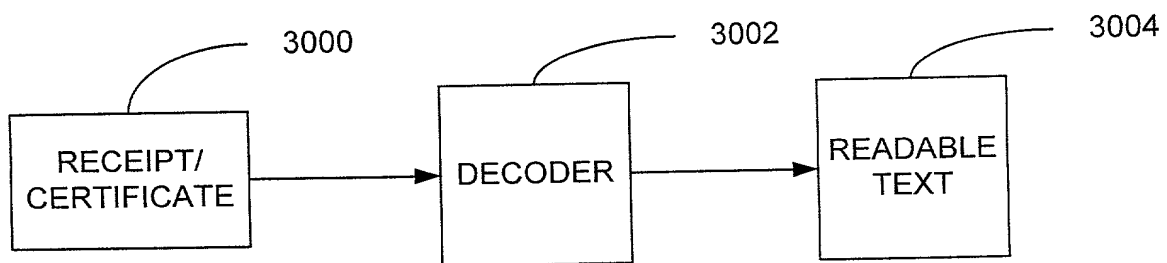 3000
3002
3004
RECEIPT/
CERTIFICATE
DECODER
READABLE
TEXT